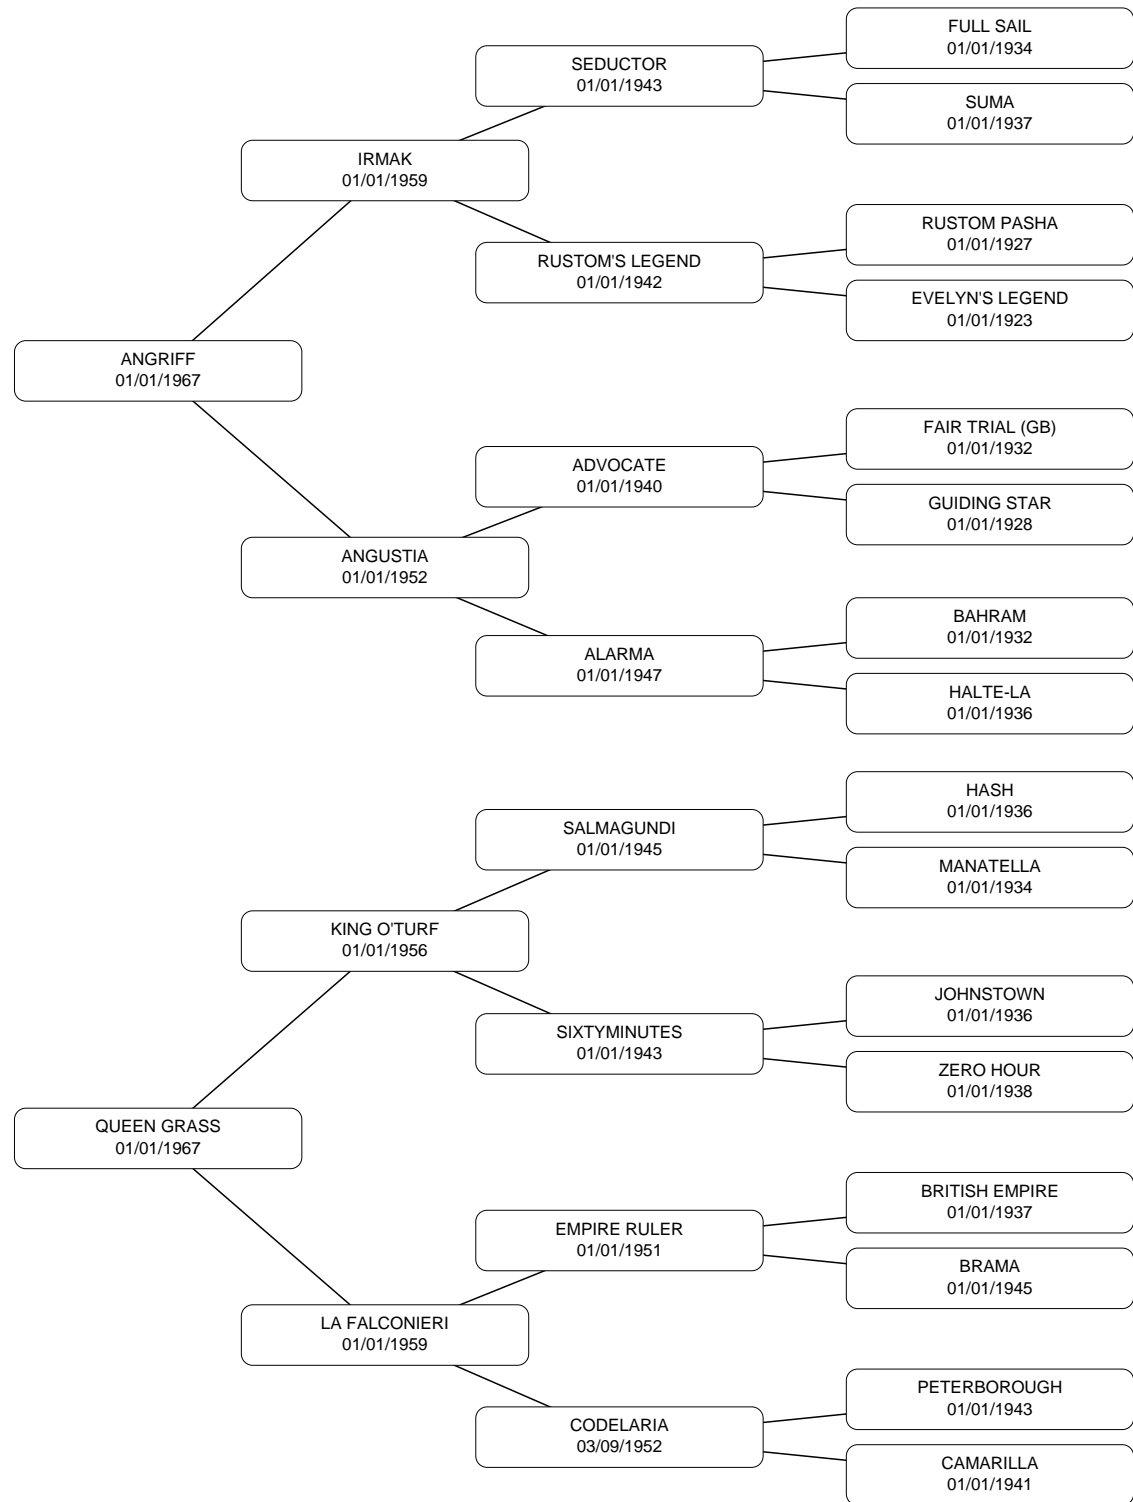 FULL SAIL
01/01/1934
SEDUCTOR
01/01/1943
SUMA
01/01/1937
IRMAK
01/01/1959
RUSTOM PASHA
01/01/1927
RUSTOM'S LEGEND
01/01/1942
EVELYN'S LEGEND
01/01/1923
ANGRIFF
01/01/1967
FAIR TRIAL (GB)
01/01/1932
ADVOCATE
01/01/1940
GUIDING STAR
01/01/1928
ANGUSTIA
01/01/1952
BAHRAM
01/01/1932
ALARMA
01/01/1947
HALTE-LA
01/01/1936
HASH
01/01/1936
SALMAGUNDI
01/01/1945
MANATELLA
01/01/1934
KING O'TURF
01/01/1956
JOHNSTOWN
01/01/1936
SIXTYMINUTES
01/01/1943
ZERO HOUR
01/01/1938
QUEEN GRASS
01/01/1967
BRITISH EMPIRE
01/01/1937
EMPIRE RULER
01/01/1951
BRAMA
01/01/1945
LA FALCONIERI
01/01/1959
PETERBOROUGH
01/01/1943
CODELARIA
03/09/1952
CAMARILLA
01/01/1941